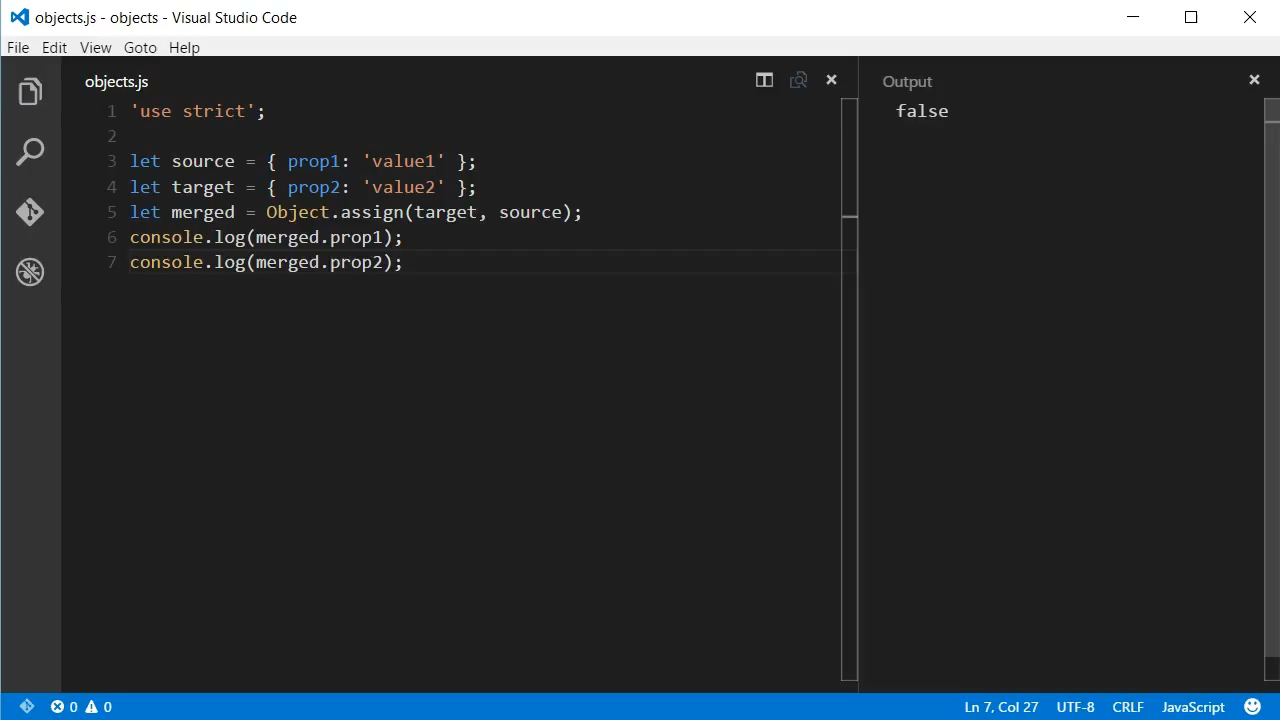 objects.js - objects - Visual Studio Code
File Edit View Goto Help
objects.js
Output
1 'use strict';
2
3 let source = { prop1: 'value1' };
4 let target = { prop2: 'value2' };
5 let merged = Object.assign(target, source);
6 console.log(merged.prop1);
7 console.log(merged.prop2);
false
0 0
Ln 7, Col 27 UTF-8 CRLF JavaScript